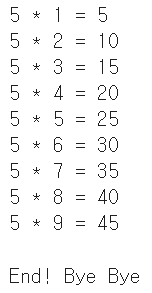 5 * 1 = 5
5 * 2 = 10
5 * 3 = 15
5 * 4 = 20
5 * 5 = 25
5 * 6 = 30
5 * 7 = 35
5 * 8 = 40
5 * 9 = 45

End! Bye Bye